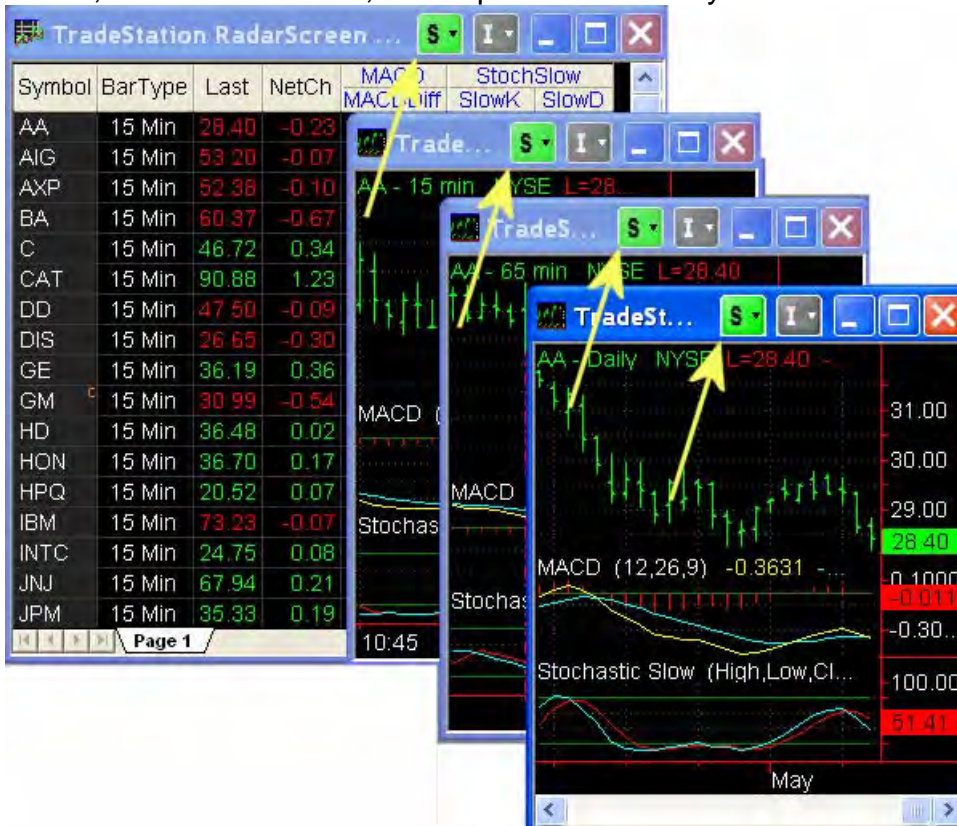 TradeStation RadarScreen ... S I
Symbol BarType Last NetCh MACD StochSlow
MACDDiff SlowK SlowD
AA 15 Min 28.40 -0.23
AIG 15 Min 53.20 -0.07
AXP 15 Min 52.38 -0.10
BA 15 Min 60.37 -0.67
C 15 Min 46.72 0.34
CAT 15 Min 90.88 1.23
DD 15 Min 47.50 -0.09
DIS 15 Min 26.65 -0.30
GE 15 Min 36.19 0.36
GM c 15 Min 30.99 -0.54
HD 15 Min 36.48 0.02
HON 15 Min 36.70 0.17
HPQ 15 Min 20.52 0.07
IBM 15 Min 73.23 -0.07
INTC 15 Min 24.75 0.08
JNJ 15 Min 67.94 0.21
JPM 15 Min 35.33 0.19
Page 1
Trade... S I
AA - 15 min NYSE L=28...
MACD (
Stochas
10:45
TradeS... S I
AA - 65 min NYSE L=28.40
MACD
Stochas
TradeSt... S I
AA - Daily NYSE L=28.40 -
31.00
30.00
29.00
28.40
MACD (12,26,9) -0.3631 -...
0.1000
-0.011
-0.30...
Stochastic Slow (High,Low,Cl...
100.00
51.41
May